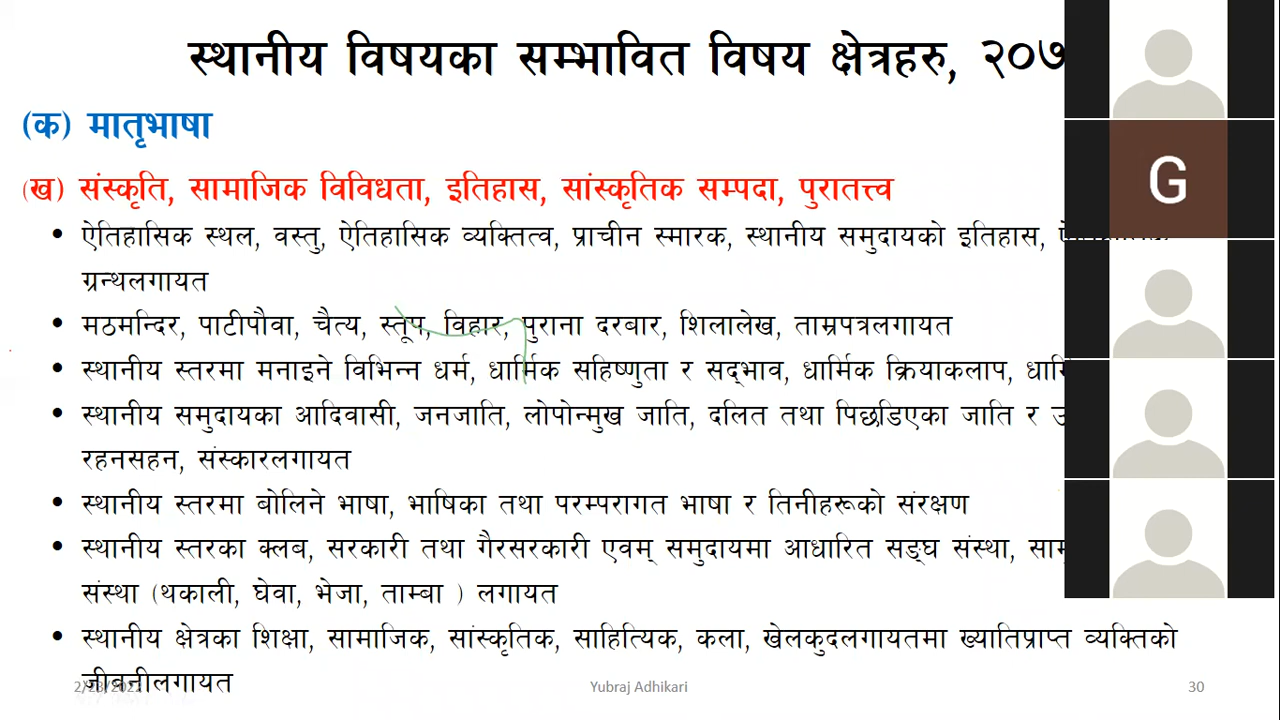 स्थानीय विषयका सम्भावित विषय क्षेत्रहरु, २०७
(क) मातृभाषा
(ख) संस्कृति, सामाजिक विविधता, इतिहास, सांस्कृतिक सम्पदा, पुरातत्त्व
• ऐतिहासिक स्थल, वस्तु, ऐतिहासिक व्यक्तित्व, प्राचीन स्मारक, स्थानीय समुदायको इतिहास,
ग्रन्थलगायत
• मठमन्दिर, पाटीपौवा, चैत्य, स्तूप, विहार, पुराना दरबार, शिलालेख, ताम्रपत्रलगायत
• स्थानीय स्तरमा मनाइने विभिन्न धर्म, धार्मिक सहिष्णुता र सद्‌भाव, धार्मिक क्रियाकलाप,
• स्थानीय समुदायका आदिवासी, जनजाति, लोपोन्मुख जाति, दलित तथा पिछडिएका जाति र
रहनसहन, संस्कारलगायत
• स्थानीय स्तरमा बोलिने भाषा, भाषिका तथा परम्परागत भाषा र तिनीहरूको संरक्षण
• स्थानीय स्तरका क्लब, सरकारी तथा गैरसरकारी एवम् समुदायमा आधारित सङ्घ संस्था,
संस्था (थकाली, घेवा, भेजा, ताम्बा ) लगायत
• स्थानीय क्षेत्रका शिक्षा, सामाजिक, सांस्कृतिक, साहित्यिक, कला, खेलकुदलगायतमा ख्यातिप्राप्त व्यक्तिको
जीवनीलगायत
2/23/2022 Yubraj Adhikari 30
G